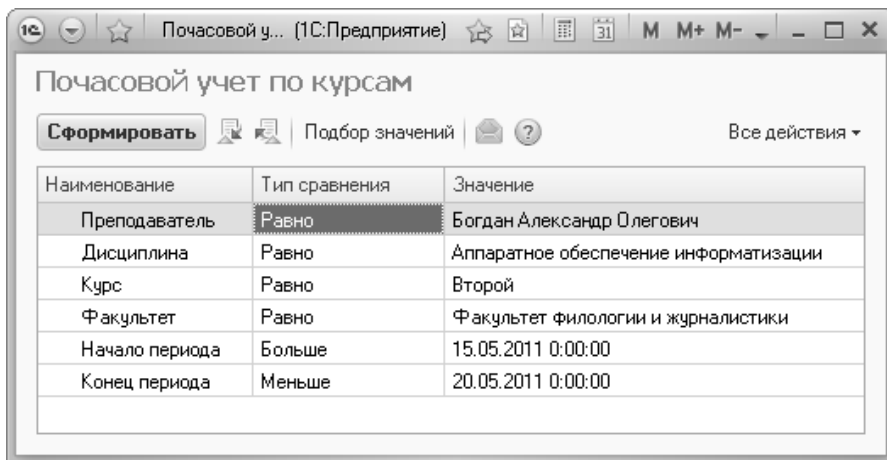 1С Почасовой у... (1С:Предприятие) 31 M M+ M-
Почасовой учет по курсам
Сформировать Подбор значений ? Все действия
Наименование Тип сравнения Значение
Преподаватель Равно Богдан Александр Олегович
Дисциплина Равно Аппаратное обеспечение информатизации
Курс Равно Второй
Факультет Равно Факультет филологии и журналистики
Начало периода Больше 15.05.2011 0:00:00
Конец периода Меньше 20.05.2011 0:00:00